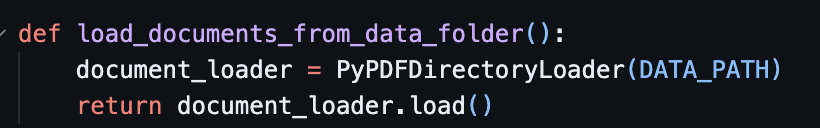 def load_documents_from_data_folder():
    document_loader = PyPDFDirectoryLoader(DATA_PATH)
    return document_loader.load()